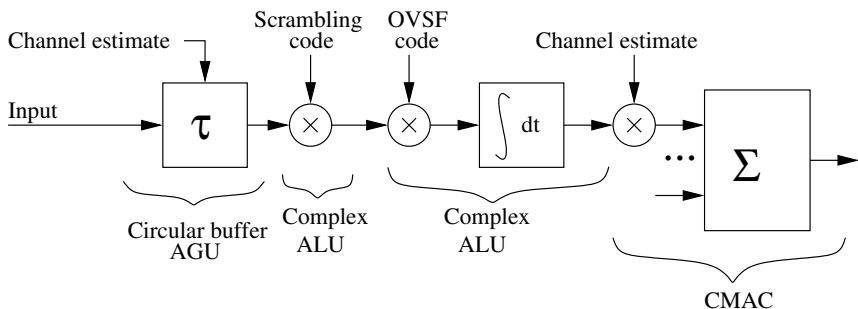 Scrambling
code
OVSF
code
Channel estimate
Channel estimate
Input
τ
×
×
∫ dt
×
...
Σ
Circular buffer
AGU
Complex
ALU
Complex
ALU
CMAC